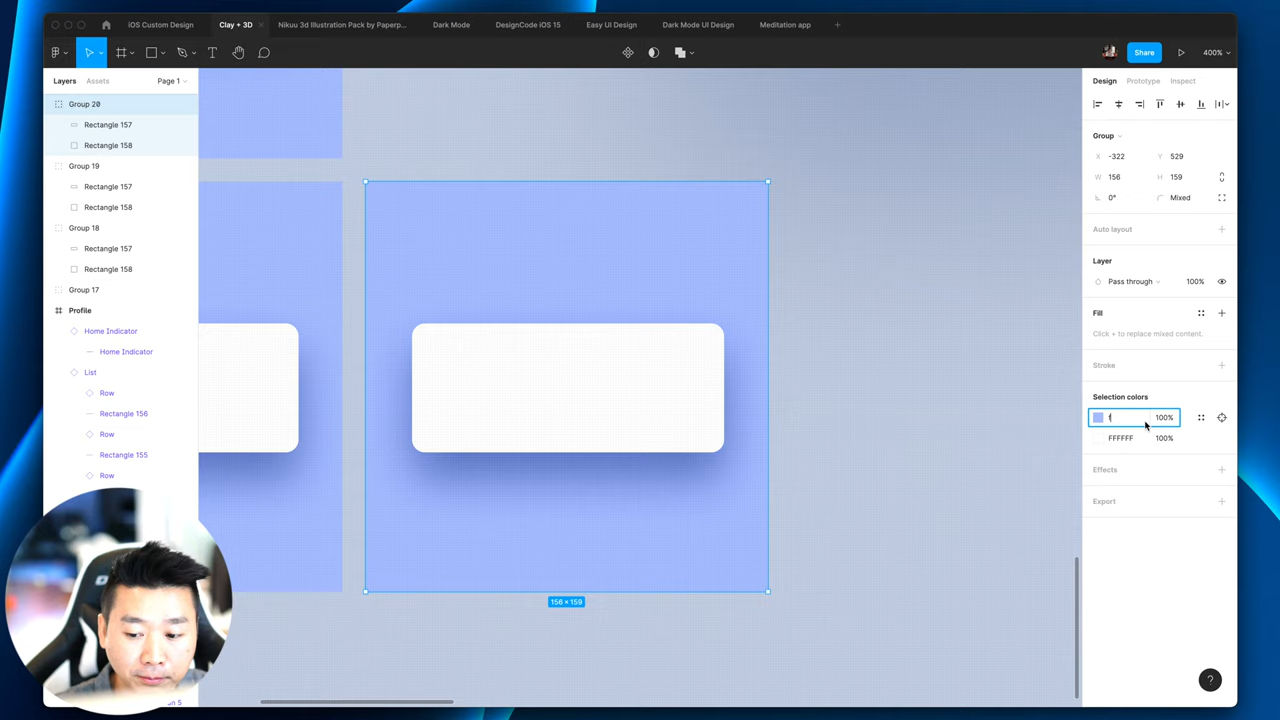 iOS Custom Design
Clay + 3D
Nikuu 3d Illustration Pack by Paperp...
Dark Mode
DesignCode iOS 15
Easy UI Design
Dark Mode UI Design
Meditation app
Share
400%
Layers
Assets
Page 1
Design
Prototype
Inspect
Group 20
Rectangle 157
Rectangle 158
Group 19
Rectangle 157
Rectangle 158
Group 18
Rectangle 157
Rectangle 158
Group 17
Profile
Home Indicator
Home Indicator
List
Row
Rectangle 156
Row
Rectangle 155
Row
on 5
156 × 159
Group
X -322
Y 529
W 156
H 159
0°
Mixed
Auto layout
Layer
Pass through
100%
Fill
Click + to replace mixed content.
Stroke
Selection colors
f
100%
FFFFFF
100%
Effects
Export
?